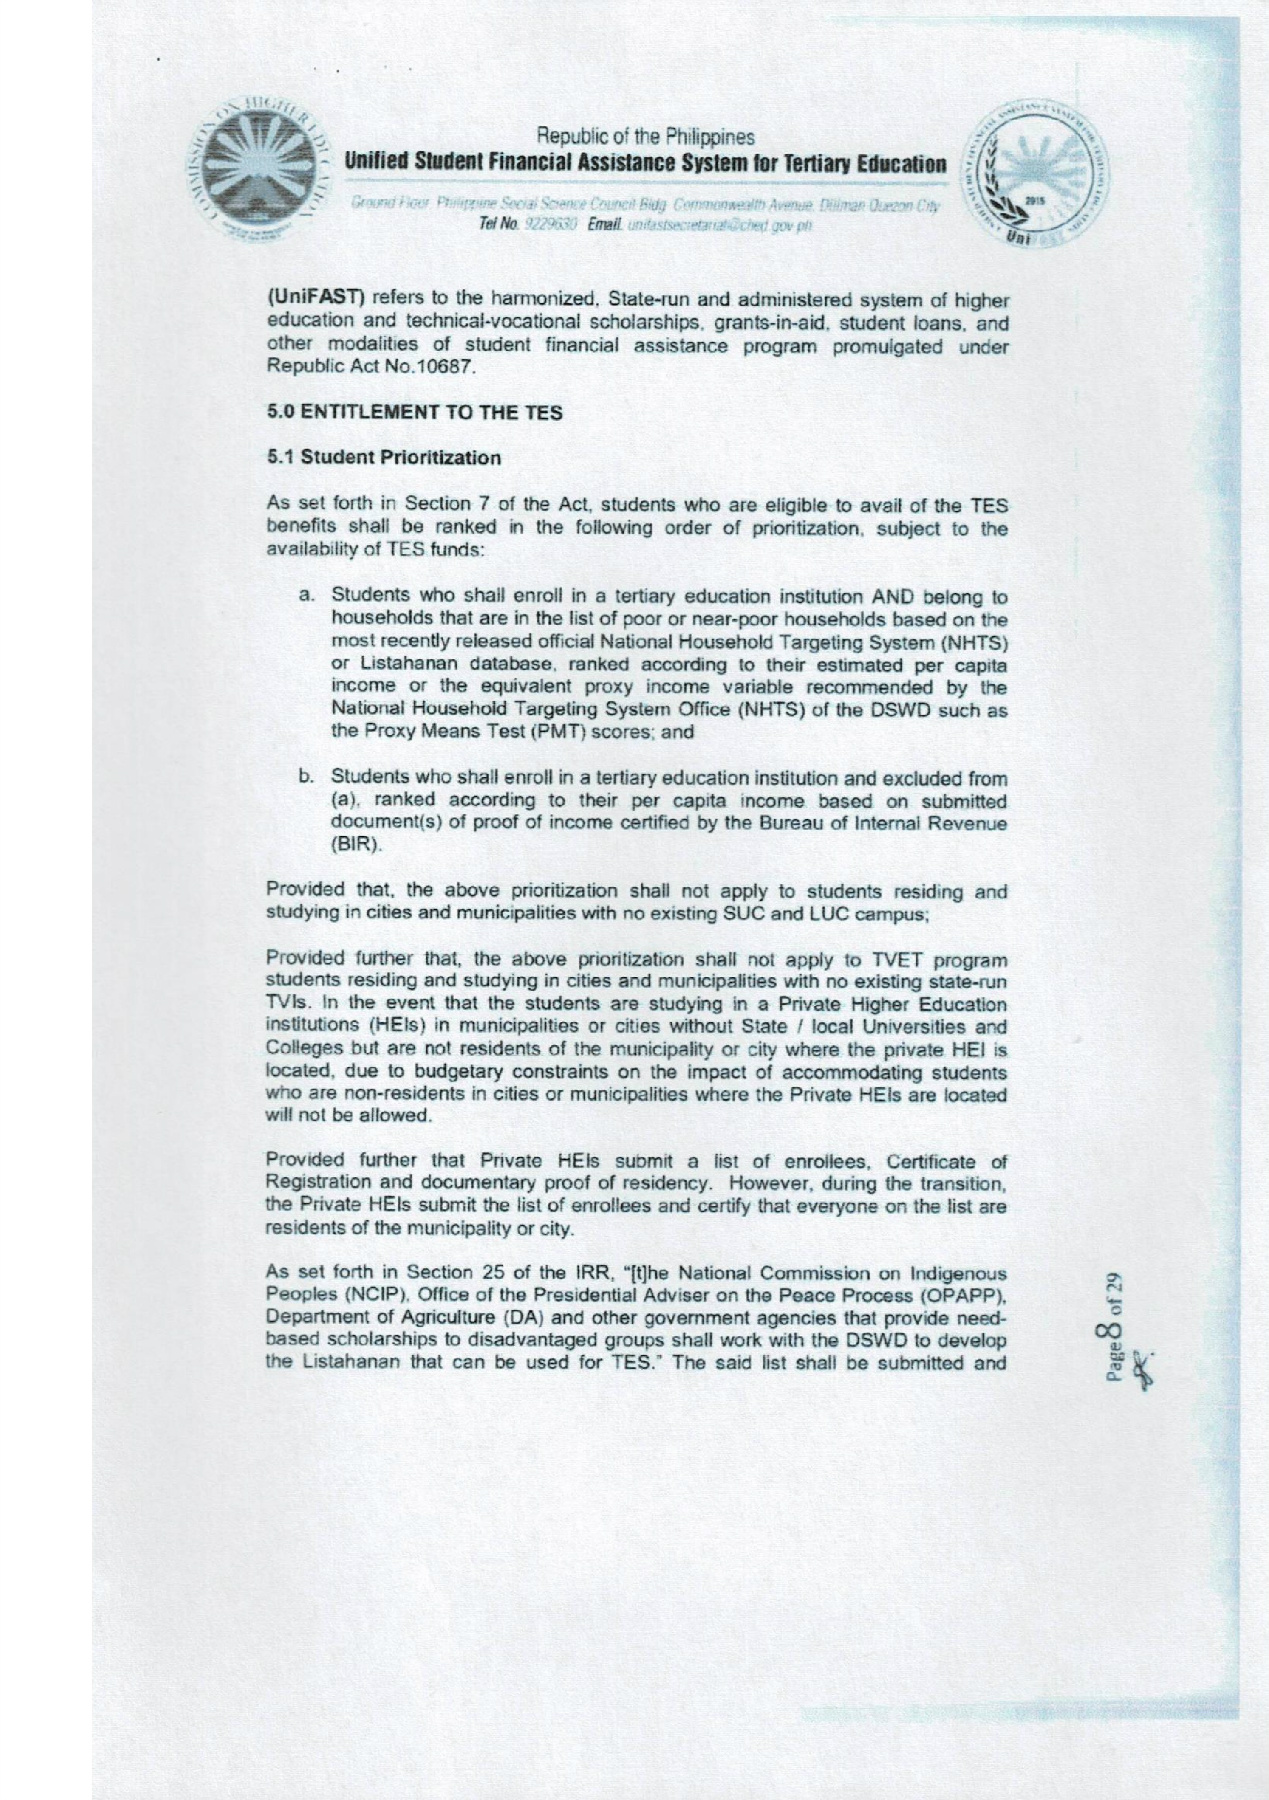 COMMISSION ON HIGHER EDUCATION
2015
Uni
Republic of the Philippines
Unified Student Financial Assistance System for Tertiary Education
Ground Floor Philippine Social Science Council Bldg. Commonwealth Avenue, Diliman Quezon City
Tel No. 9229630 Email. unifastsecretariat@ched.gov.ph
(UniFAST) refers to the harmonized, State-run and administered system of higher
education and technical-vocational scholarships, grants-in-aid, student loans, and
other modalities of student financial assistance program promulgated under
Republic Act No.10687.
5.0 ENTITLEMENT TO THE TES
5.1 Student Prioritization
As set forth in Section 7 of the Act, students who are eligible to avail of the TES
benefits shall be ranked in the following order of prioritization, subject to the
availability of TES funds:
a. Students who shall enroll in a tertiary education institution AND belong to
households that are in the list of poor or near-poor households based on the
most recently released official National Household Targeting System (NHTS)
or Listahanan database, ranked according to their estimated per capita
income or the equivalent proxy income variable recommended by the
National Household Targeting System Office (NHTS) of the DSWD such as
the Proxy Means Test (PMT) scores; and
b. Students who shall enroll in a tertiary education institution and excluded from
(a), ranked according to their per capita income based on submitted
document(s) of proof of income certified by the Bureau of Internal Revenue
(BIR).
Provided that, the above prioritization shall not apply to students residing and
studying in cities and municipalities with no existing SUC and LUC campus;
Provided further that, the above prioritization shall not apply to TVET program
students residing and studying in cities and municipalities with no existing state-run
TVIs. In the event that the students are studying in a Private Higher Education
institutions (HEIs) in municipalities or cities without State / local Universities and
Colleges but are not residents of the municipality or city where the private HEI is
located, due to budgetary constraints on the impact of accommodating students
who are non-residents in cities or municipalities where the Private HEIs are located
will not be allowed.
Provided further that Private HEIs submit a list of enrollees, Certificate of
Registration and documentary proof of residency. However, during the transition,
the Private HEIs submit the list of enrollees and certify that everyone on the list are
residents of the municipality or city.
As set forth in Section 25 of the IRR, “[t]he National Commission on Indigenous
Peoples (NCIP), Office of the Presidential Adviser on the Peace Process (OPAPP),
Department of Agriculture (DA) and other government agencies that provide need-
based scholarships to disadvantaged groups shall work with the DSWD to develop
the Listahanan that can be used for TES.” The said list shall be submitted and
Page 8 of 29